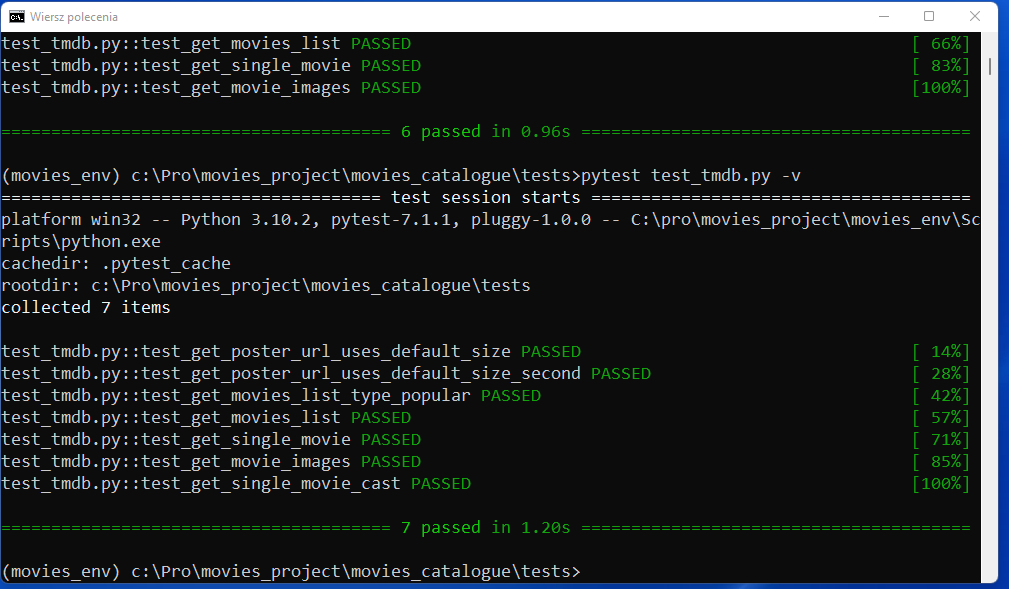 Wiersz polecenia
test_tmdb.py::test_get_movies_list PASSED [ 66%]
test_tmdb.py::test_get_single_movie PASSED [ 83%]
test_tmdb.py::test_get_movie_images PASSED [100%]
======================================= 6 passed in 0.96s =======================================
(movies_env) c:\Pro\movies_project\movies_catalogue\tests>pytest test_tmdb.py -v
====================================== test session starts ======================================
platform win32 -- Python 3.10.2, pytest-7.1.1, pluggy-1.0.0 -- C:\pro\movies_project\movies_env\Sc
ripts\python.exe
cachedir: .pytest_cache
rootdir: c:\Pro\movies_project\movies_catalogue\tests
collected 7 items
test_tmdb.py::test_get_poster_url_uses_default_size PASSED [ 14%]
test_tmdb.py::test_get_poster_url_uses_default_size_second PASSED [ 28%]
test_tmdb.py::test_get_movies_list_type_popular PASSED [ 42%]
test_tmdb.py::test_get_movies_list PASSED [ 57%]
test_tmdb.py::test_get_single_movie PASSED [ 71%]
test_tmdb.py::test_get_movie_images PASSED [ 85%]
test_tmdb.py::test_get_single_movie_cast PASSED [100%]
======================================= 7 passed in 1.20s =======================================
(movies_env) c:\Pro\movies_project\movies_catalogue\tests>